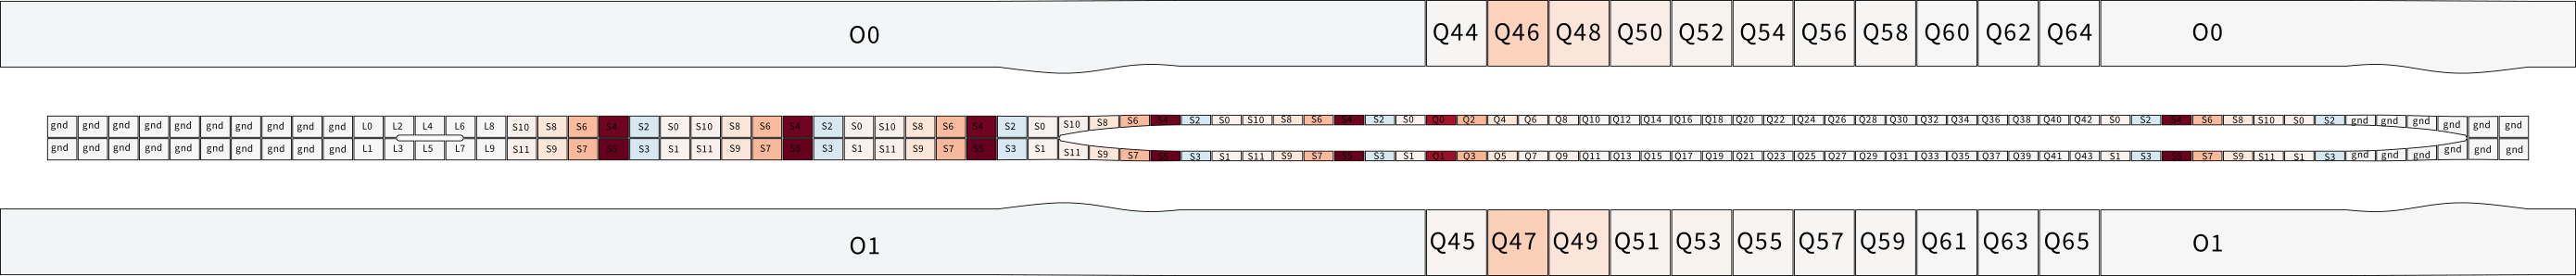 O0 Q44 Q46 Q48 Q50 Q52 Q54 Q56 Q58 Q60 Q62 Q64 O0
gnd gnd gnd gnd gnd gnd gnd gnd gnd gnd L0 L2 L4 L6 L8 S10 S8 S6 S4 S2 S0 S10 S8 S6 S4 S2 S0 S10 S8 S6 S4 S2 S0 S10 S8 S6 S4 S2 S0 S10 S8 S6 S4 S2 S0 Q0 Q2 Q4 Q6 Q8 Q10 Q12 Q14 Q16 Q18 Q20 Q22 Q24 Q26 Q28 Q30 Q32 Q34 Q36 Q38 Q40 Q42 S0 S2 S4 S6 S8 S10 S0 S2 gnd gnd gnd gnd gnd gnd
gnd gnd gnd gnd gnd gnd gnd gnd gnd gnd L1 L3 L5 L7 L9 S11 S9 S7 S5 S3 S1 S11 S9 S7 S5 S3 S1 S11 S9 S7 S5 S3 S1 S11 S9 S7 S5 S3 S1 S11 S9 S7 S5 S3 S1 Q1 Q3 Q5 Q7 Q9 Q11 Q13 Q15 Q17 Q19 Q21 Q23 Q25 Q27 Q29 Q31 Q33 Q35 Q37 Q39 Q41 Q43 S1 S3 S5 S7 S9 S11 S1 S3 gnd gnd gnd gnd gnd gnd
O1 Q45 Q47 Q49 Q51 Q53 Q55 Q57 Q59 Q61 Q63 Q65 O1